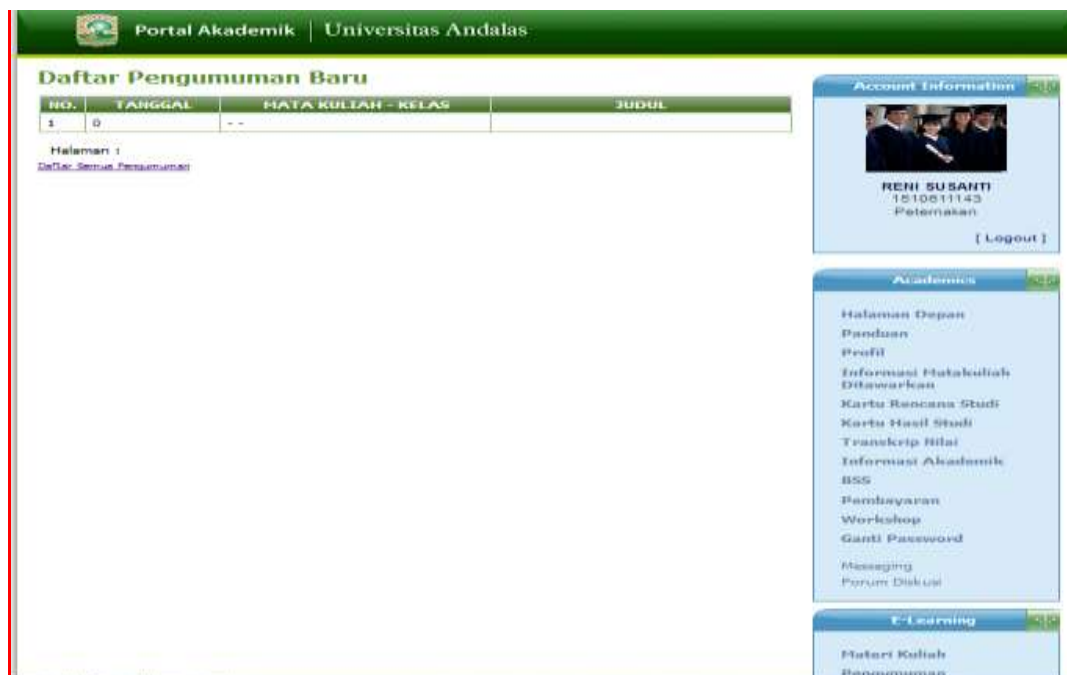 Portal Akademik | Universitas Andalas
Daftar Pengumuman Baru
NO. TANGGAL MATA KULIAH - KELAS JUDUL
1 0 - -
Halaman :
Daftar Semua Pengumuman
Account Information
RENI SUSANTI
1510611143
Peternakan
[ Logout ]
Academics
Halaman Depan
Panduan
Profil
Informasi Matakuliah
Ditawarkan
Kartu Rencana Studi
Kartu Hasil Studi
Transkrip Nilai
Informasi Akademik
BSS
Pembayaran
Workshop
Ganti Password
Messaging
Forum Diskusi
E-Learning
Materi Kuliah
Pengumuman